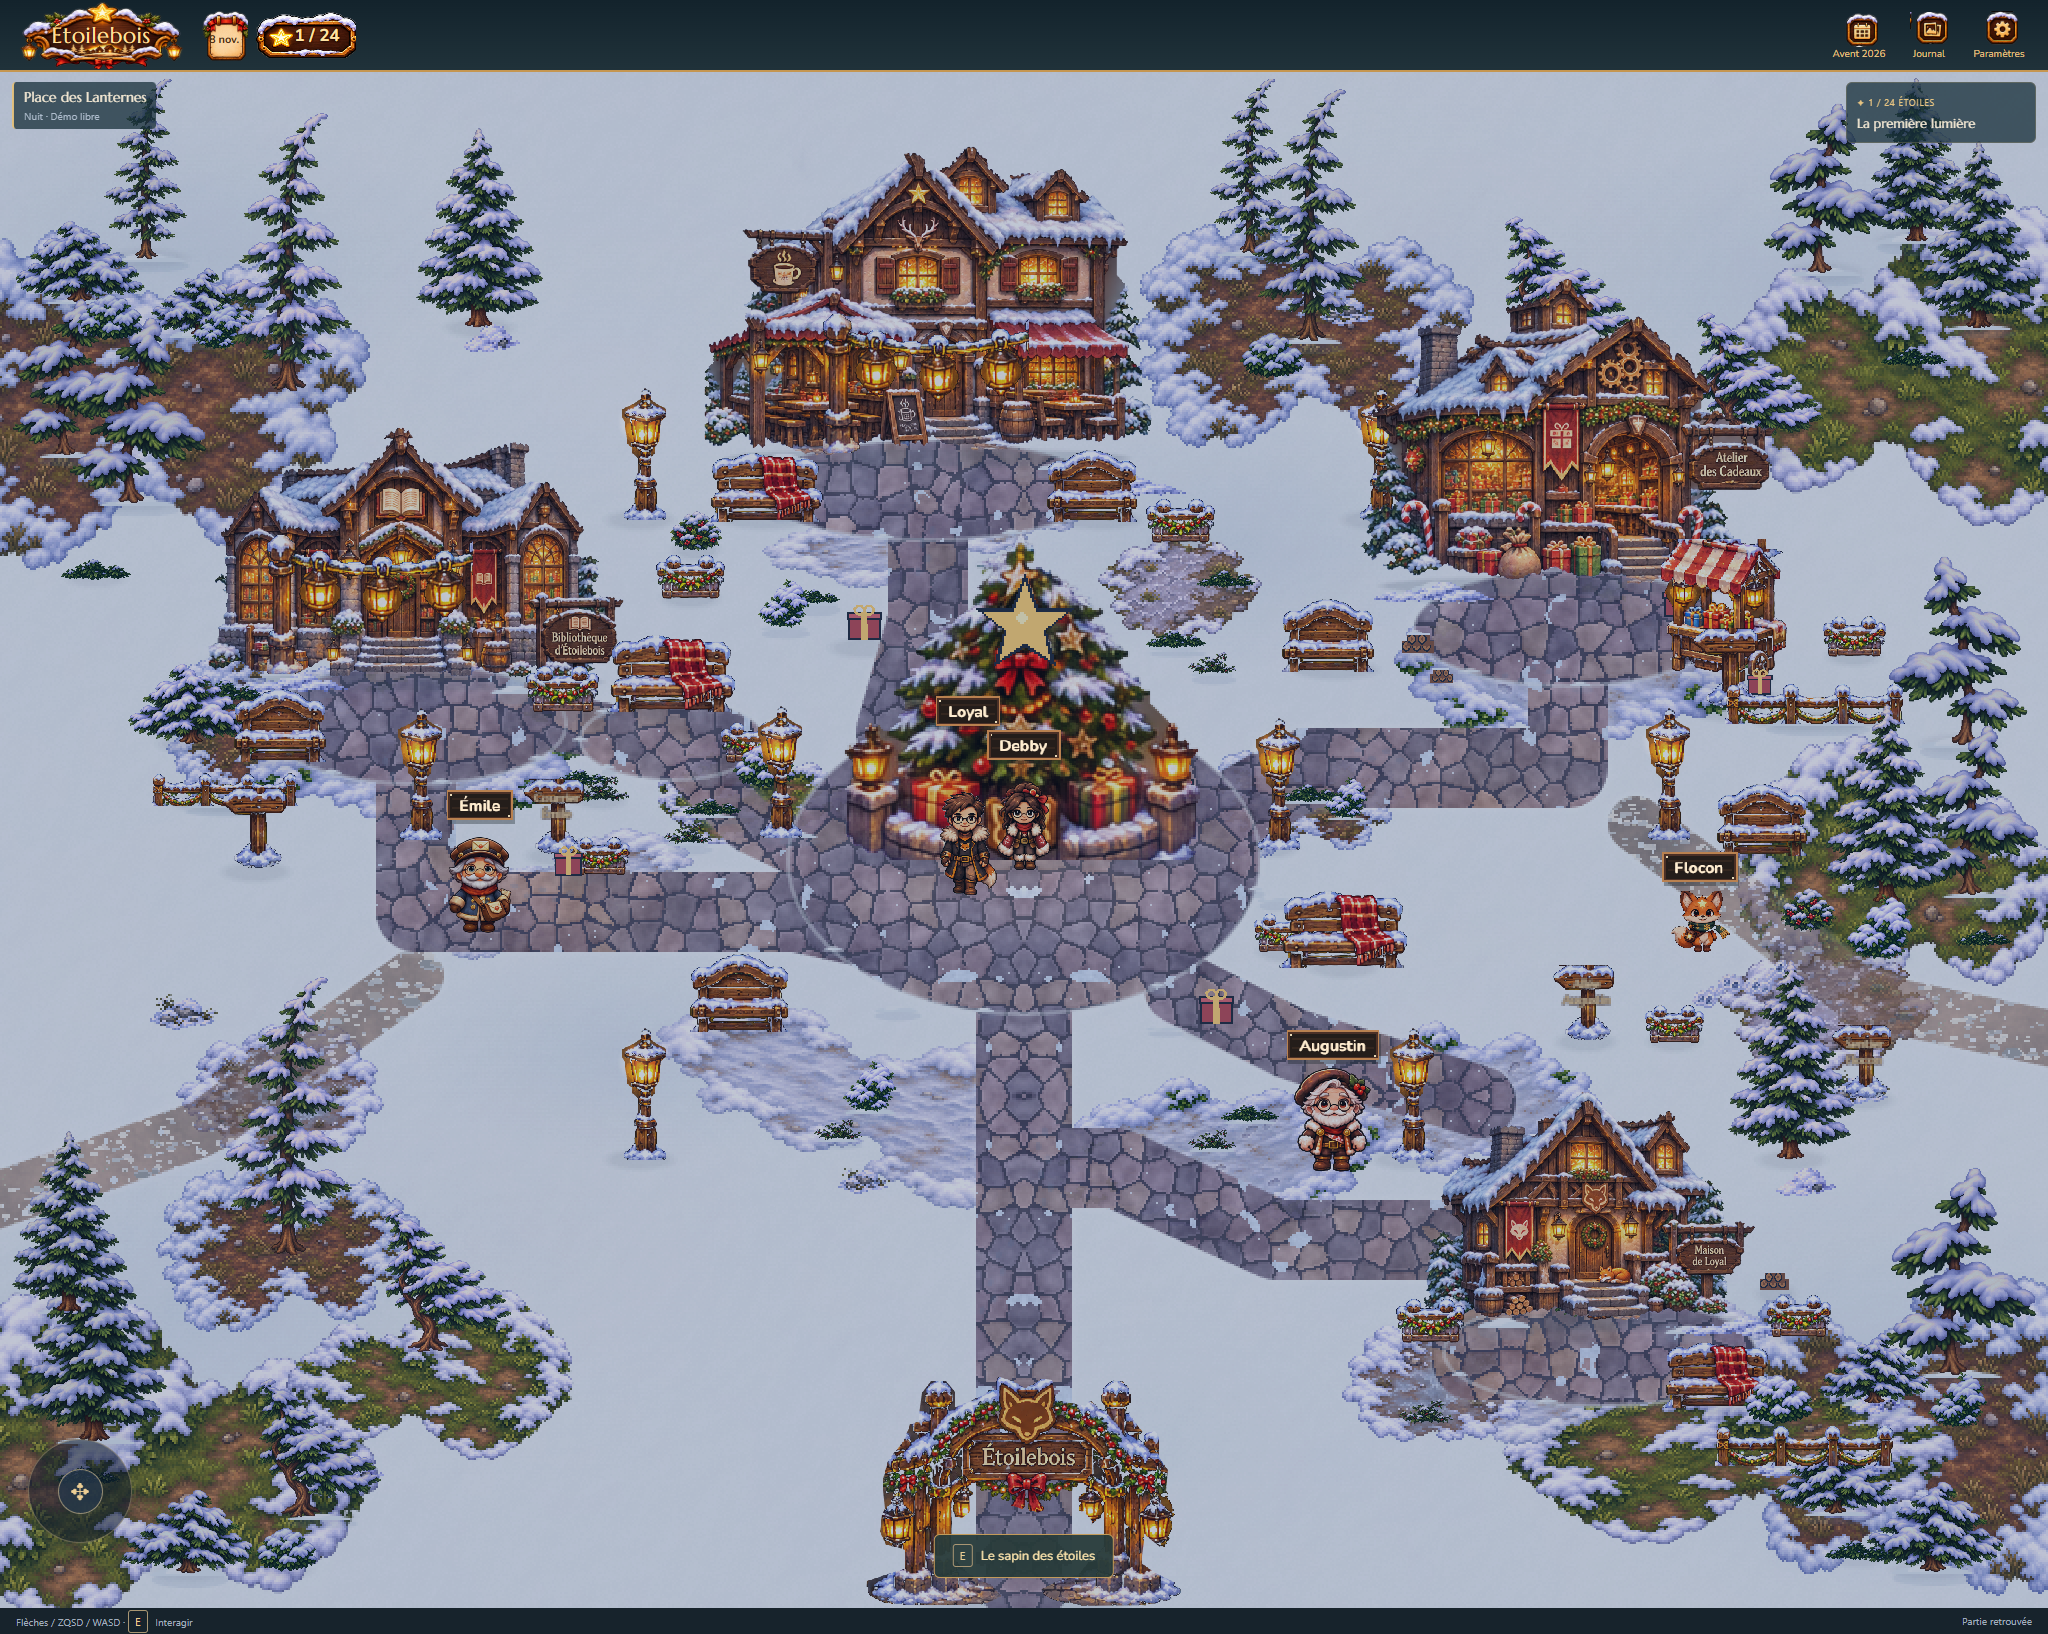 Étoilebois
8 nov.
1 / 24
Avent 2026
Journal
Paramètres
Place des Lanternes
Nuit · Démo libre
✦ 1 / 24 ÉTOILES
La première lumière
Atelier
des Cadeaux
Bibliothèque
d'Étoilebois
Loyal
Debby
Émile
Flocon
Augustin
Maison
de Loyal
Étoilebois
E Le sapin des étoiles
Flèches / ZQSD / WASD · E Interagir
Partie retrouvée